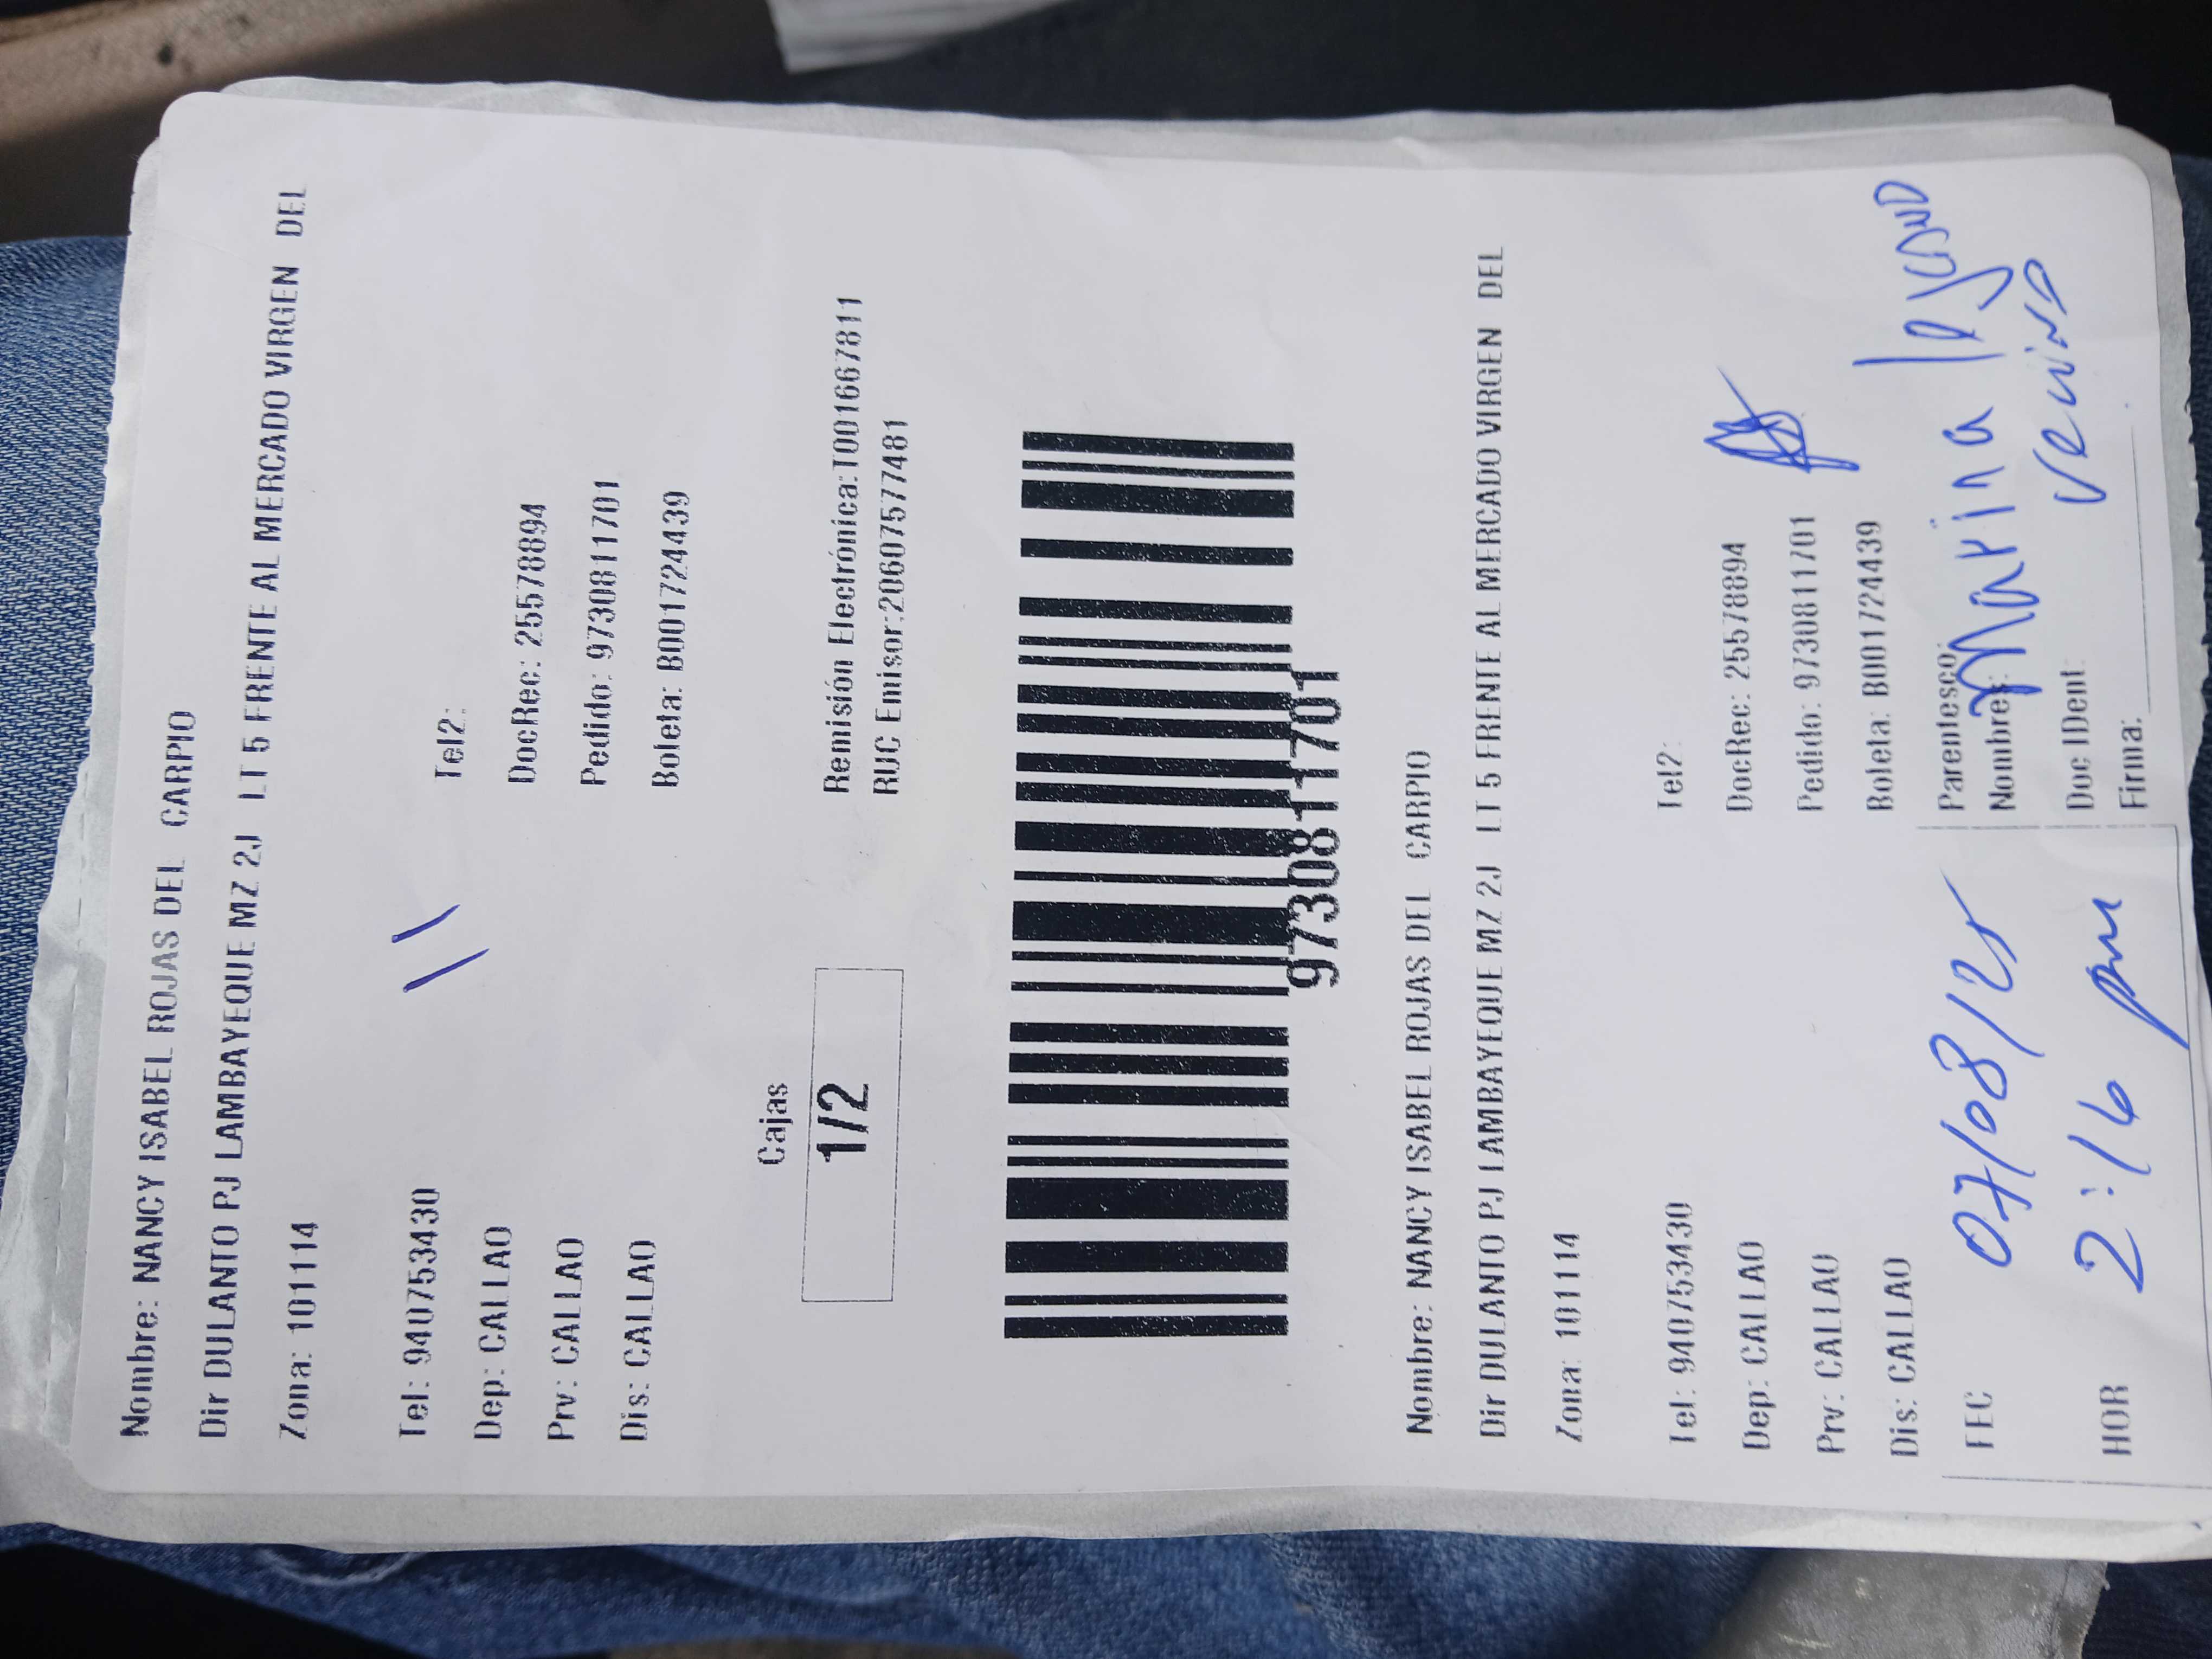 Nombre: NANCY ISABEL ROJAS DEL CARPIO
Dir DULANTO PJ LAMBAYEQUE MZ 2J LT 5 FRENTE AL MERCADO VIRGEN DEL
Zona: 101114
Tel: 940753430 Tel2:
Dep: CALLAO DocRec: 25578894
Prv: CALLAO Pedido: 9730811701
Dis: CALLAO Boleta: B001724439
Cajas
1/2
Remisión Electrónica:T001667811
RUC Emisor:20607577481
9730811701
Nombre: NANCY ISABEL ROJAS DEL CARPIO
Dir DULANTO PJ LAMBAYEQUE MZ 2J LT 5 FRENTE AL MERCADO VIRGEN DEL
Zona: 101114
Tel: 940753430 Tel2:
Dep: CALLAO DocRec: 25578894
Prv: CALLAO Pedido: 9730811701
Dis: CALLAO Boleta: B001724439
FEC 07/08/25 Parentesco:
Nombres: Marina
HOR 2:16 pm Doc IDent: vecina
Firma: